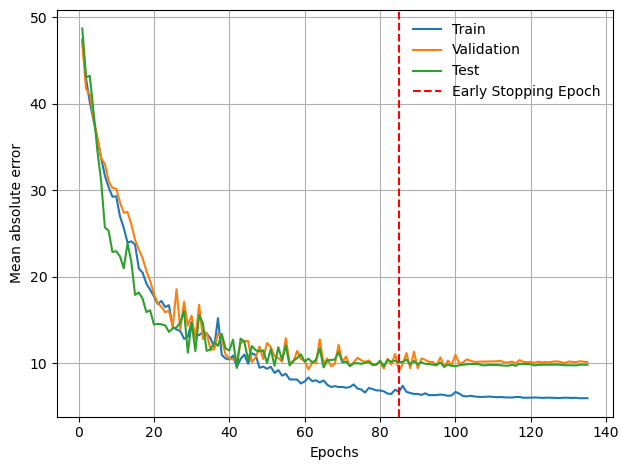 50
40
30
20
10
Mean absolute error
0
20
40
60
80
100
120
140
Epochs
Train
Validation
Test
Early Stopping Epoch